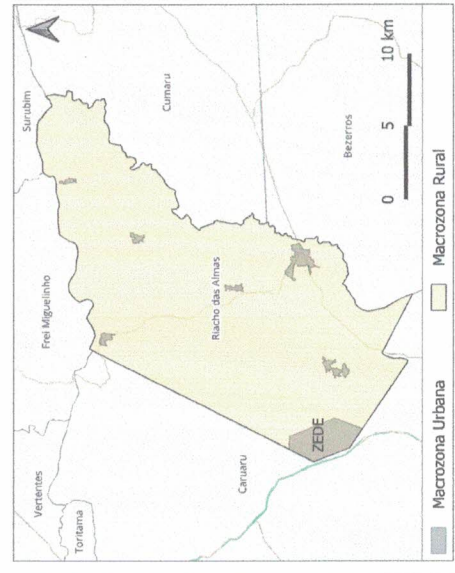 Surubim
Frei Miguelinho
Cumaru
Vertentes
Toritama
Riacho das Almas
Caruaru
Bezerros
ZEDE
0 5 10 km
Macrozona Urbana
Macrozona Rural